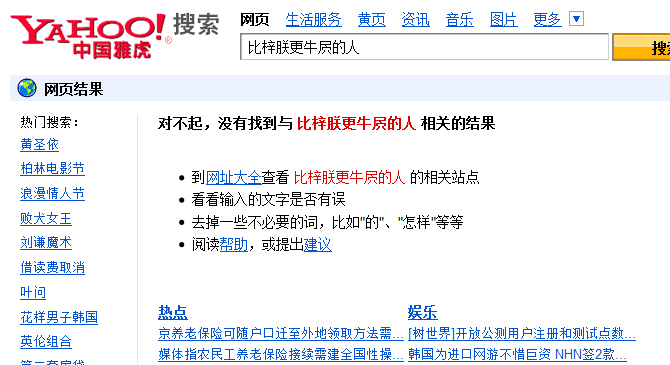 YAHOO!® 搜索
中国雅虎
网页 生活服务 黄页 资讯 音乐 图片 更多
比梓朕更牛屄的人
搜
网页结果
热门搜索：
黄圣依
柏林电影节
浪漫情人节
败犬女王
刘谦魔术
借读费取消
叶问
花样男子韩国
英伦组合
对不起，没有找到与 比梓朕更牛屄的人 相关的结果
到网址大全查看 比梓朕更牛屄的人 的相关站点
看看输入的文字是否有误
去掉一些不必要的词，比如"的"、"怎样"等等
阅读帮助，或提出建议
热点
京养老保险可随户口迁至外地领取方法需...
媒体指农民工养老保险接续需建全国性操...
娱乐
[树世界]开放公测用户注册和测试点数...
韩国为进口网游不惜巨资 NHN签2款...